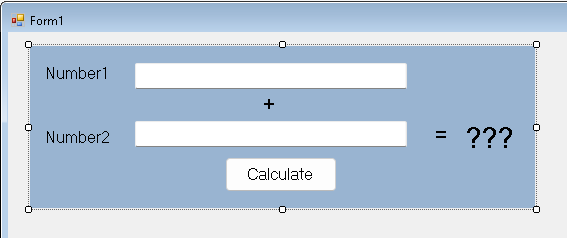 Form1
Number1
+
Number2
= ???
Calculate